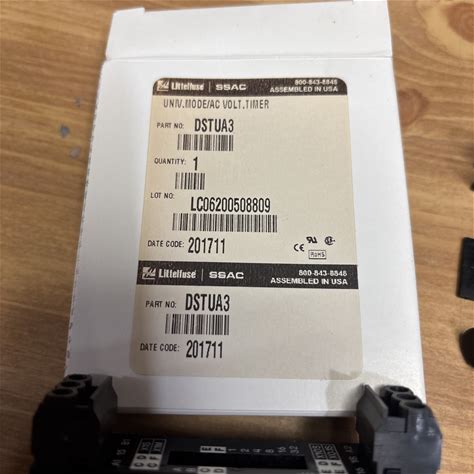 Littelfuse SSAC 800-843-8848
ASSEMBLED IN USA
UNIV.MODE/AC VOLT.TIMER
PART NO: DSTUA3
QUANTITY: 1
LOT NO: LC06200508809
DATE CODE: 201711
CE RoHS
Littelfuse SSAC 800-843-8848
ASSEMBLED IN USA
PART NO: DSTUA3
DATE CODE: 201711